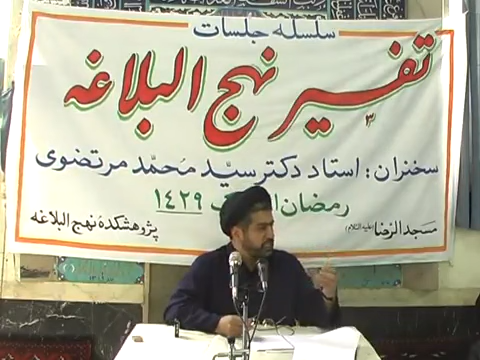 سلسله جلسات
تفسیر نهج البلاغه ۳
سخنران: استاد دکتر سیّد محمّد مرتضوی
رمضان ۱۴۲۹
مسجد الرضا (علیه السلام) پژوهشکدهٔ نهج البلاغه